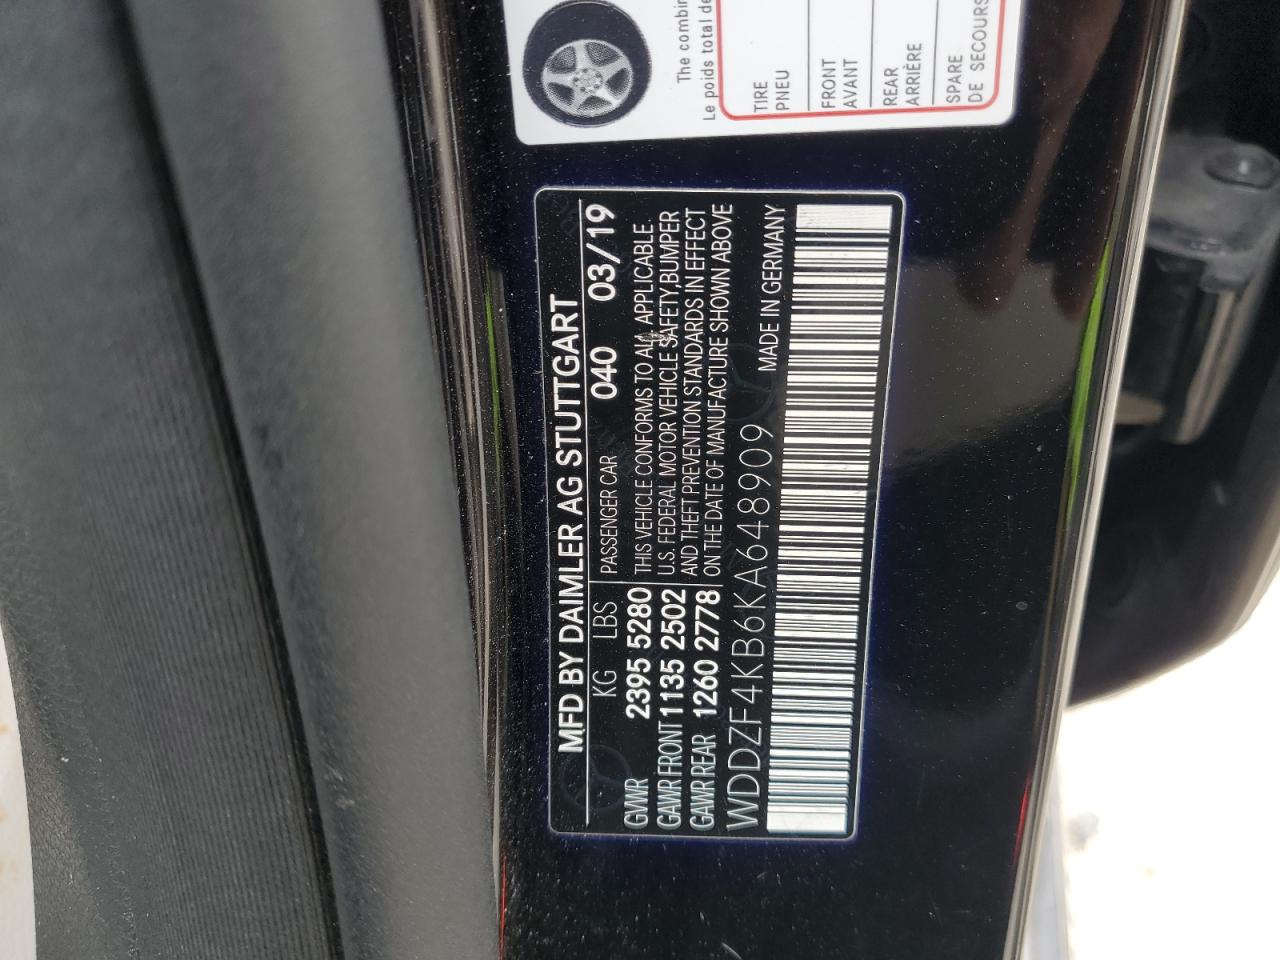 MFD BY DAIMLER AG STUTTGART
KG LBS PASSENGER CAR 040 03/19
GVWR 2395 5280 THIS VEHICLE CONFORMS TO ALL APPLICABLE
GAWR FRONT 1135 2502 U.S. FEDERAL MOTOR VEHICLE SAFETY,BUMPER
GAWR REAR 1260 2778 AND THEFT PREVENTION STANDARDS IN EFFECT
ON THE DATE OF MANUFACTURE SHOWN ABOVE
WDDZF4KB6KA648909 MADE IN GERMANY
The combin
Le poids total de
TIRE
PNEU
FRONT
AVANT
REAR
ARRIÈRE
SPARE
DE SECOURS